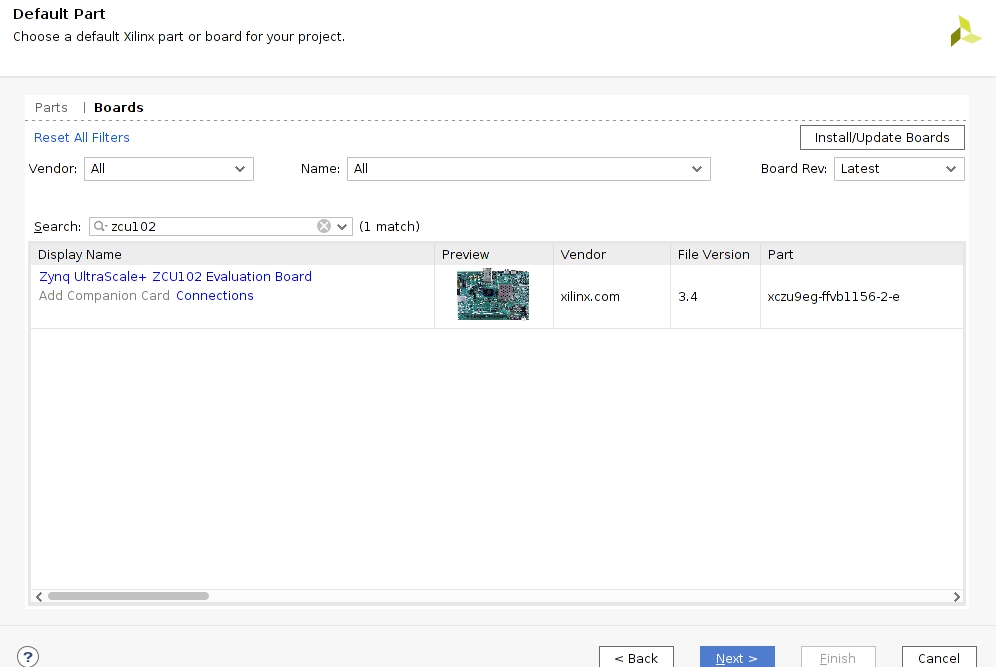 Default Part
Choose a default Xilinx part or board for your project.
Parts | Boards
Reset All Filters
Install/Update Boards
Vendor: All Name: All Board Rev: Latest
Search: zcu102 (1 match)
Display Name Preview Vendor File Version Part
Zynq UltraScale+ ZCU102 Evaluation Board
Add Companion Card Connections
xilinx.com 3.4 xczu9eg-ffvb1156-2-e
? < Back Next > Finish Cancel